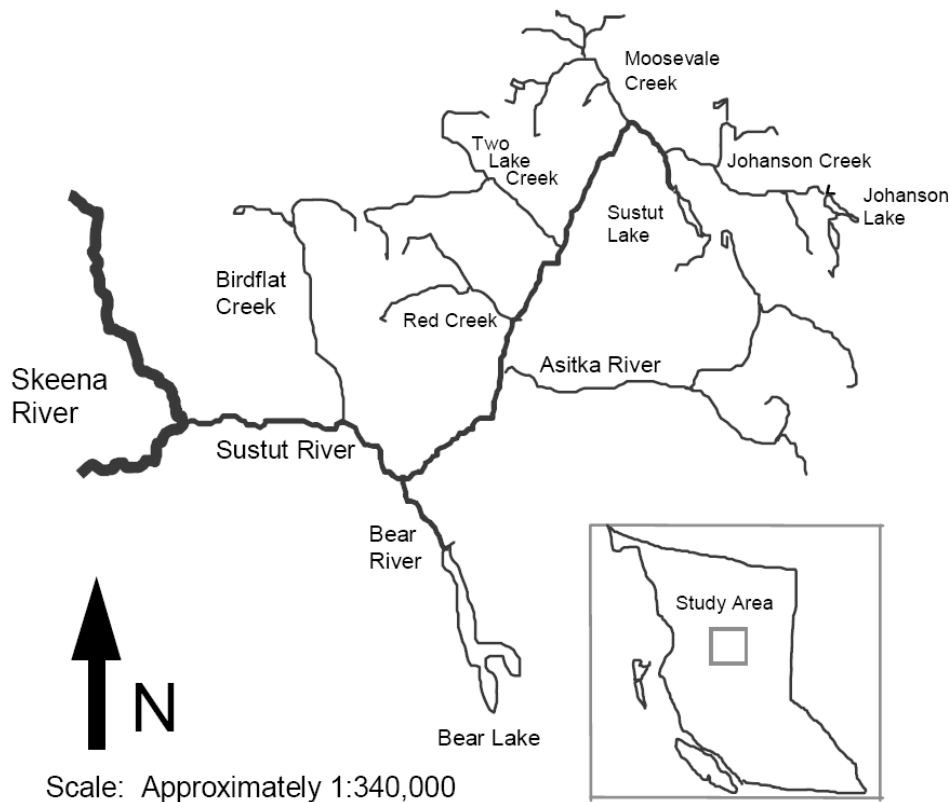 Moosevale
Creek
Two
Lake
Creek
Johanson Creek
Johanson
Lake
Sustut
Lake
Birdflat
Creek
Red Creek
Asitka River
Skeena
River
Sustut River
Bear
River
Study Area
N
Bear Lake
Scale: Approximately 1:340,000